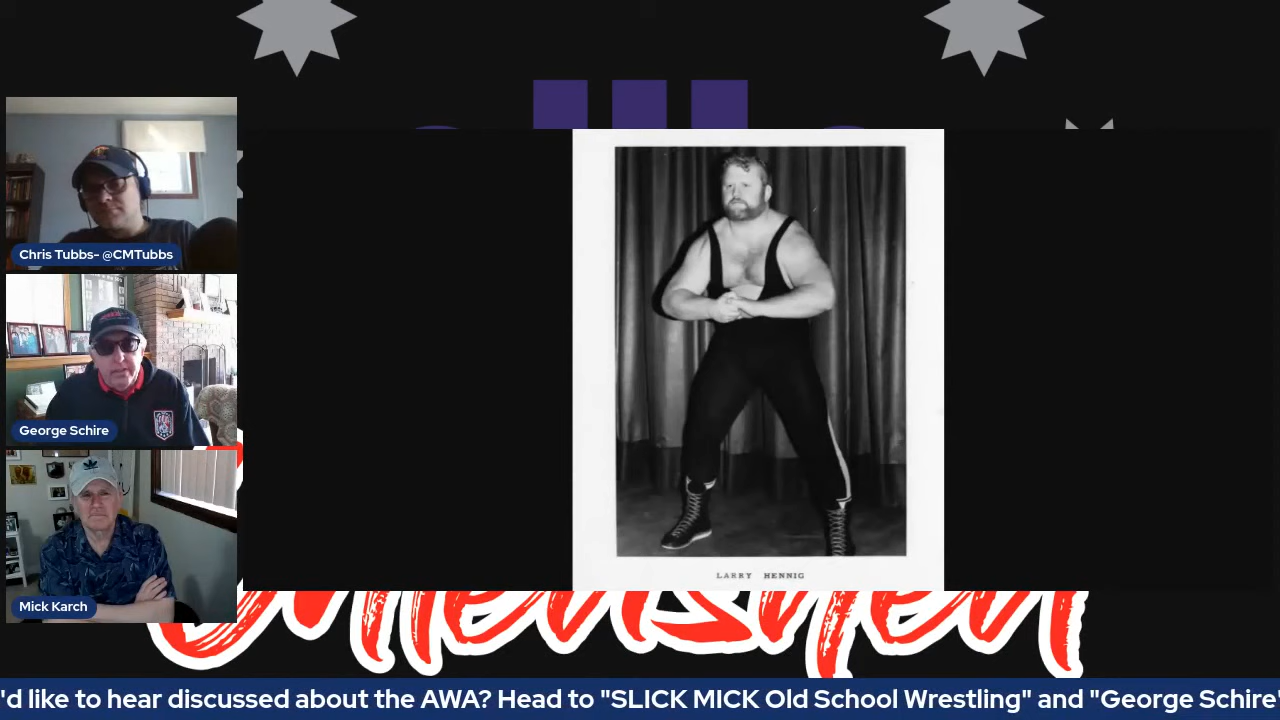 Chris Tubbs- @CMTubbs
George Schire
Mick Karch
LARRY HENNIG
'd like to hear discussed about the AWA? Head to "SLICK MICK Old School Wrestling" and "George Schire'